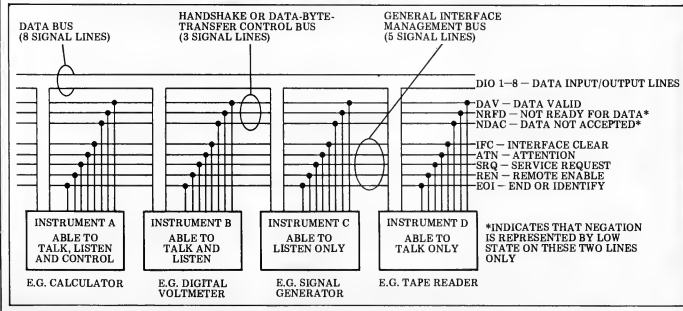 DATA BUS
(8 SIGNAL LINES)
HANDSHAKE OR DATA-BYTE-
TRANSFER CONTROL BUS
(3 SIGNAL LINES)
GENERAL INTERFACE
MANAGEMENT BUS
(5 SIGNAL LINES)
DIO 1–8 – DATA INPUT/OUTPUT LINES
DAV – DATA VALID
NRFD – NOT READY FOR DATA*
NDAC – DATA NOT ACCEPTED*
IFC – INTERFACE CLEAR
ATN – ATTENTION
SRQ – SERVICE REQUEST
REN – REMOTE ENABLE
EOI – END OR IDENTIFY
INSTRUMENT A
ABLE TO
TALK, LISTEN
AND CONTROL
E.G. CALCULATOR
INSTRUMENT B
ABLE TO
TALK AND
LISTEN
E.G. DIGITAL
VOLTMETER
INSTRUMENT C
ABLE TO
LISTEN ONLY
E.G. SIGNAL
GENERATOR
INSTRUMENT D
ABLE TO
TALK ONLY
E.G. TAPE READER
*INDICATES THAT NEGATION
IS REPRESENTED BY LOW
STATE ON THESE TWO LINES
ONLY